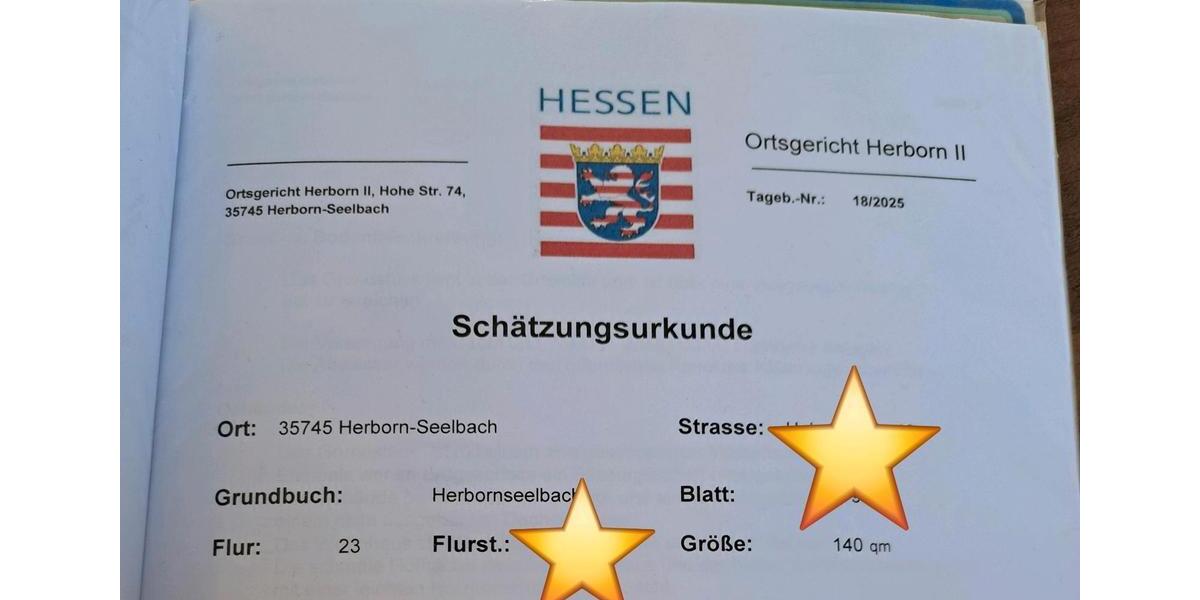 HESSEN
Ortsgericht Herborn II
Ortsgericht Herborn II, Hohe Str. 74,
35745 Herborn-Seelbach
Tageb.-Nr.: 18/2025
Schätzungsurkunde
Ort: 35745 Herborn-Seelbach Strasse:
Grundbuch: Herbornseelbach Blatt:
Flur: 23 Flurst.: Größe: 140 qm